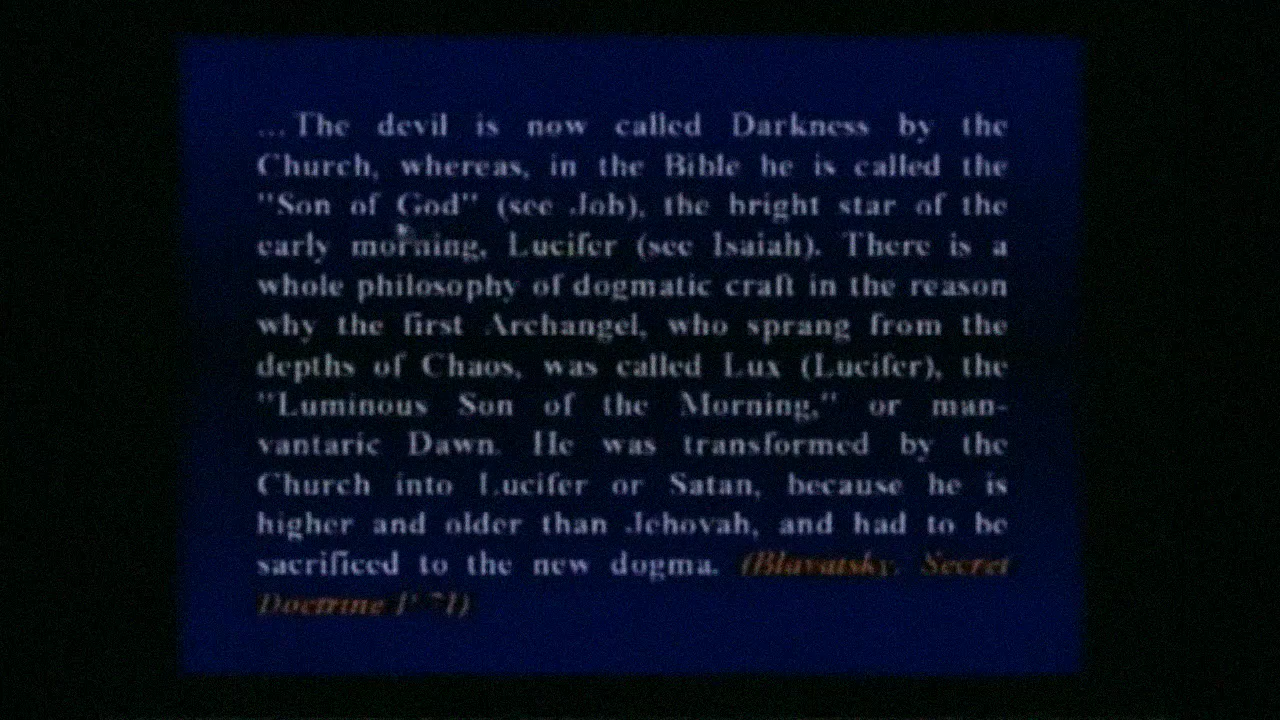 ...The devil is now called Darkness by the
Church, whereas, in the Bible he is called the
"Son of God" (see Job), the bright star of the
early morning, Lucifer (see Isaiah). There is a
whole philosophy of dogmatic craft in the reason
why the first Archangel, who sprang from the
depths of Chaos, was called Lux (Lucifer), the
"Luminous Son of the Morning," or man-
vantaric Dawn. He was transformed by the
Church into Lucifer or Satan, because he is
higher and older than Jehovah, and had to be
sacrificed to the new dogma. (Blavatsky, Secret
Doctrine